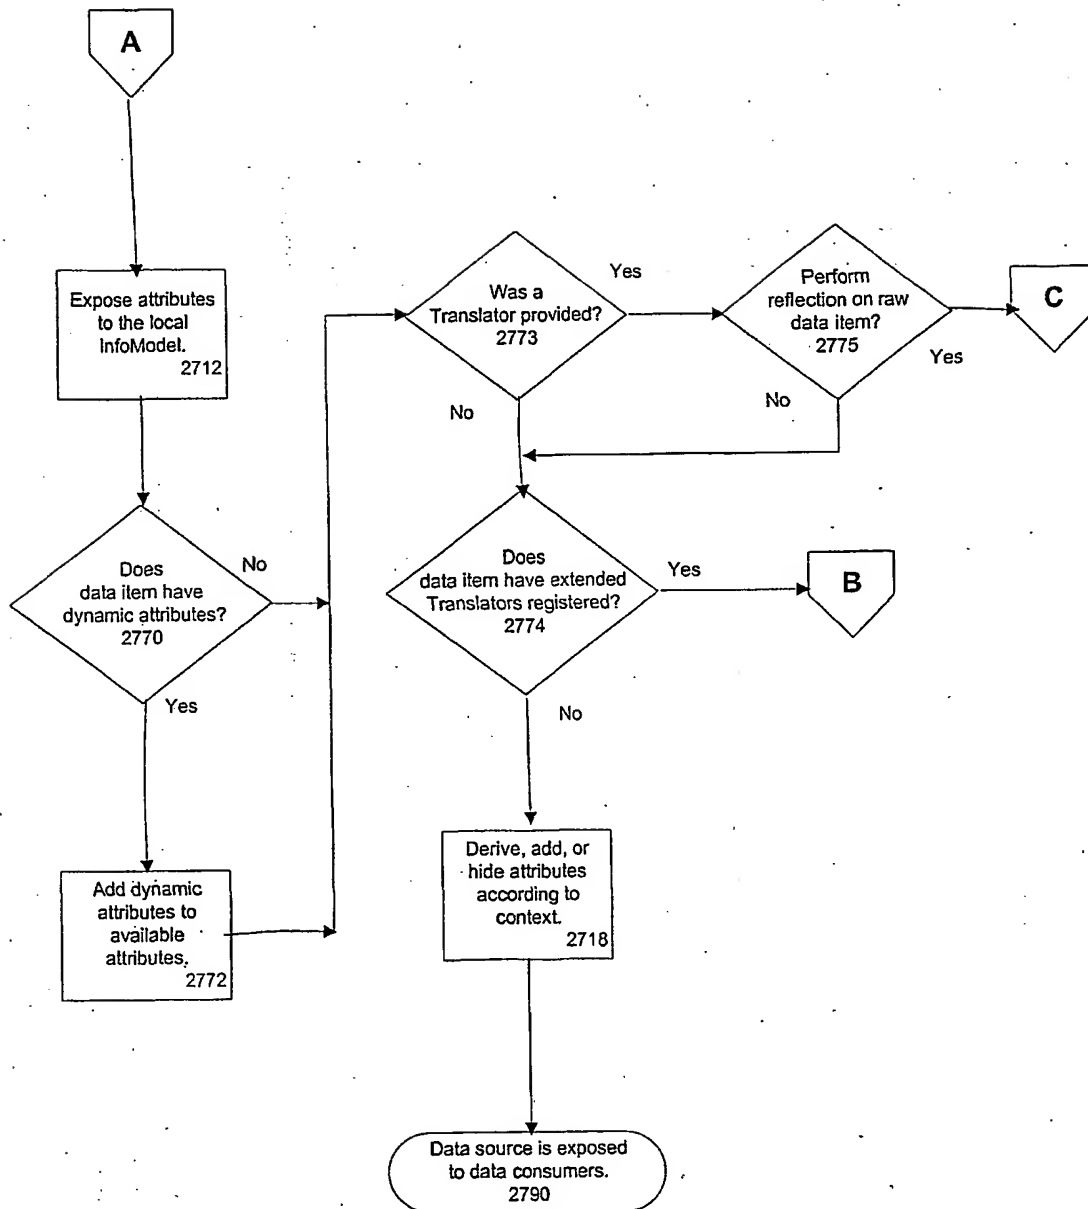 A
Expose attributes
to the local
InfoModel.
2712
Does
data item have
dynamic attributes?
2770
No
Yes
Add dynamic
attributes to
available
attributes.
2772
Was a
Translator provided?
2773
Yes
No
Perform
reflection on raw
data item?
2775
Yes
No
C
Does
data item have extended
Translators registered?
2774
Yes
B
No
Derive, add, or
hide attributes
according to
context.
2718
Data source is exposed
to data consumers.
2790